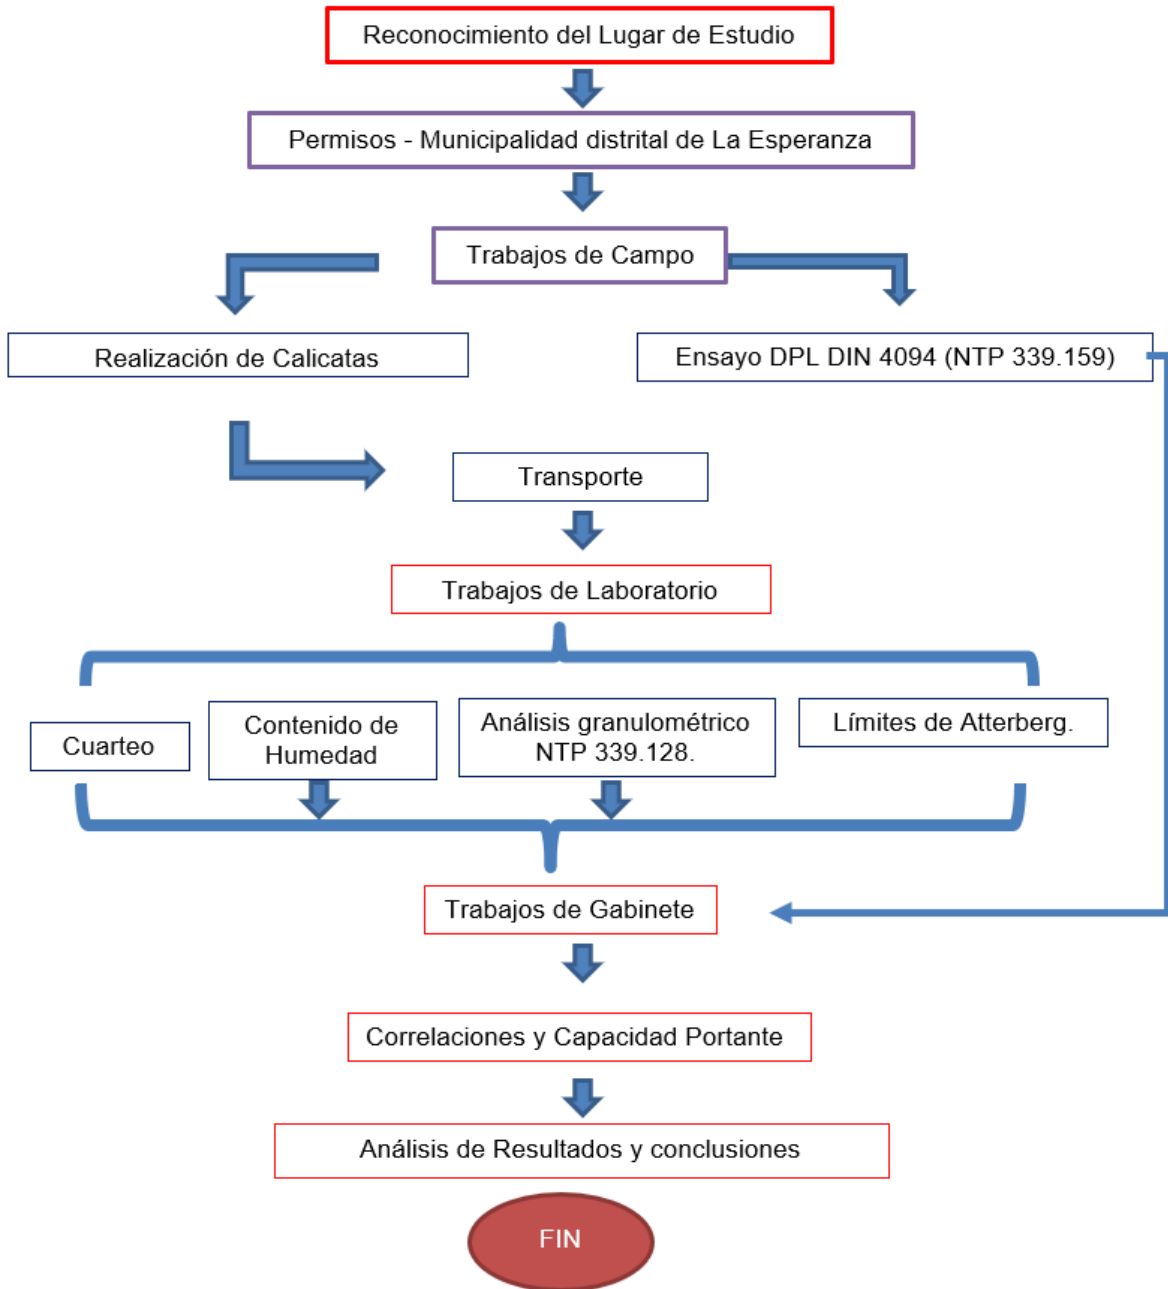 Reconocimiento del Lugar de Estudio
Permisos - Municipalidad distrital de La Esperanza
Trabajos de Campo
Realización de Calicatas
Ensayo DPL DIN 4094 (NTP 339.159)
Transporte
Trabajos de Laboratorio
Cuarteo
Contenido de
Humedad
Análisis granulométrico
NTP 339.128.
Límites de Atterberg.
Trabajos de Gabinete
Correlaciones y Capacidad Portante
Análisis de Resultados y conclusiones
FIN